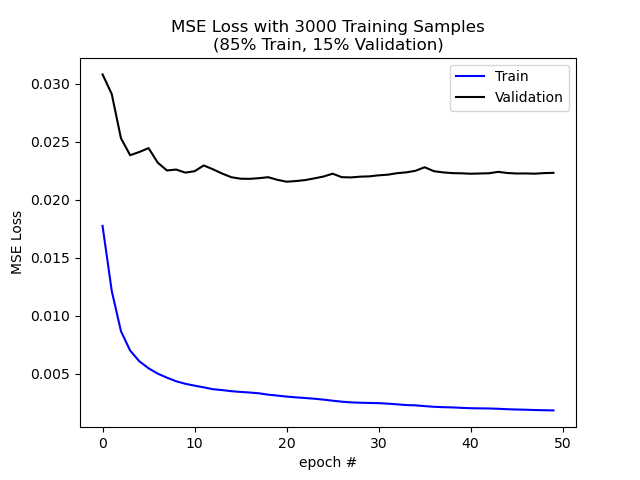 MSE Loss with 3000 Training Samples
(85% Train, 15% Validation)
Train
Validation
MSE Loss
0.030
0.025
0.020
0.015
0.010
0.005
0 10 20 30 40 50
epoch #